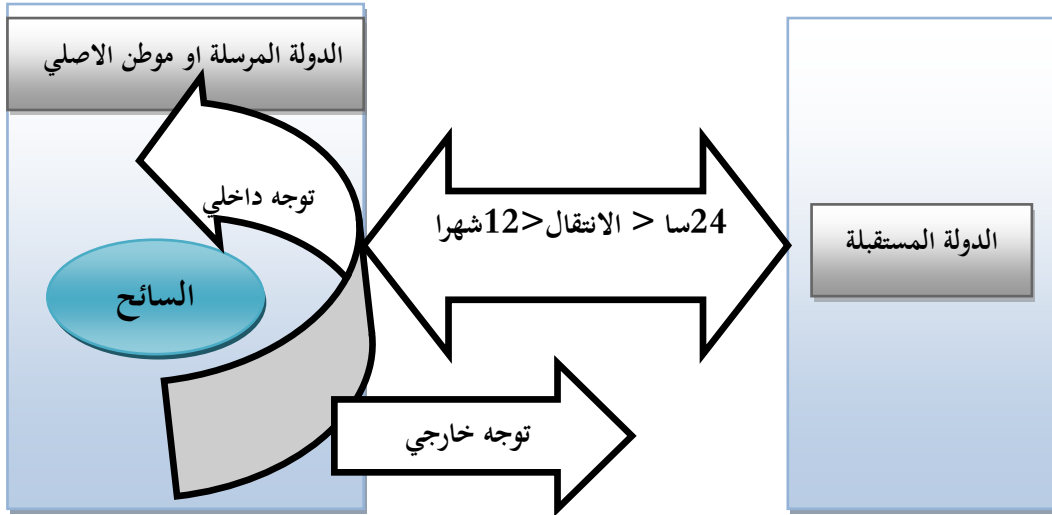 الدولة المرسلة او موطن الاصلي
توجه داخلي
24سا < الانتقال<12شهرا
الدولة المستقبلة
السائح
توجه خارجي